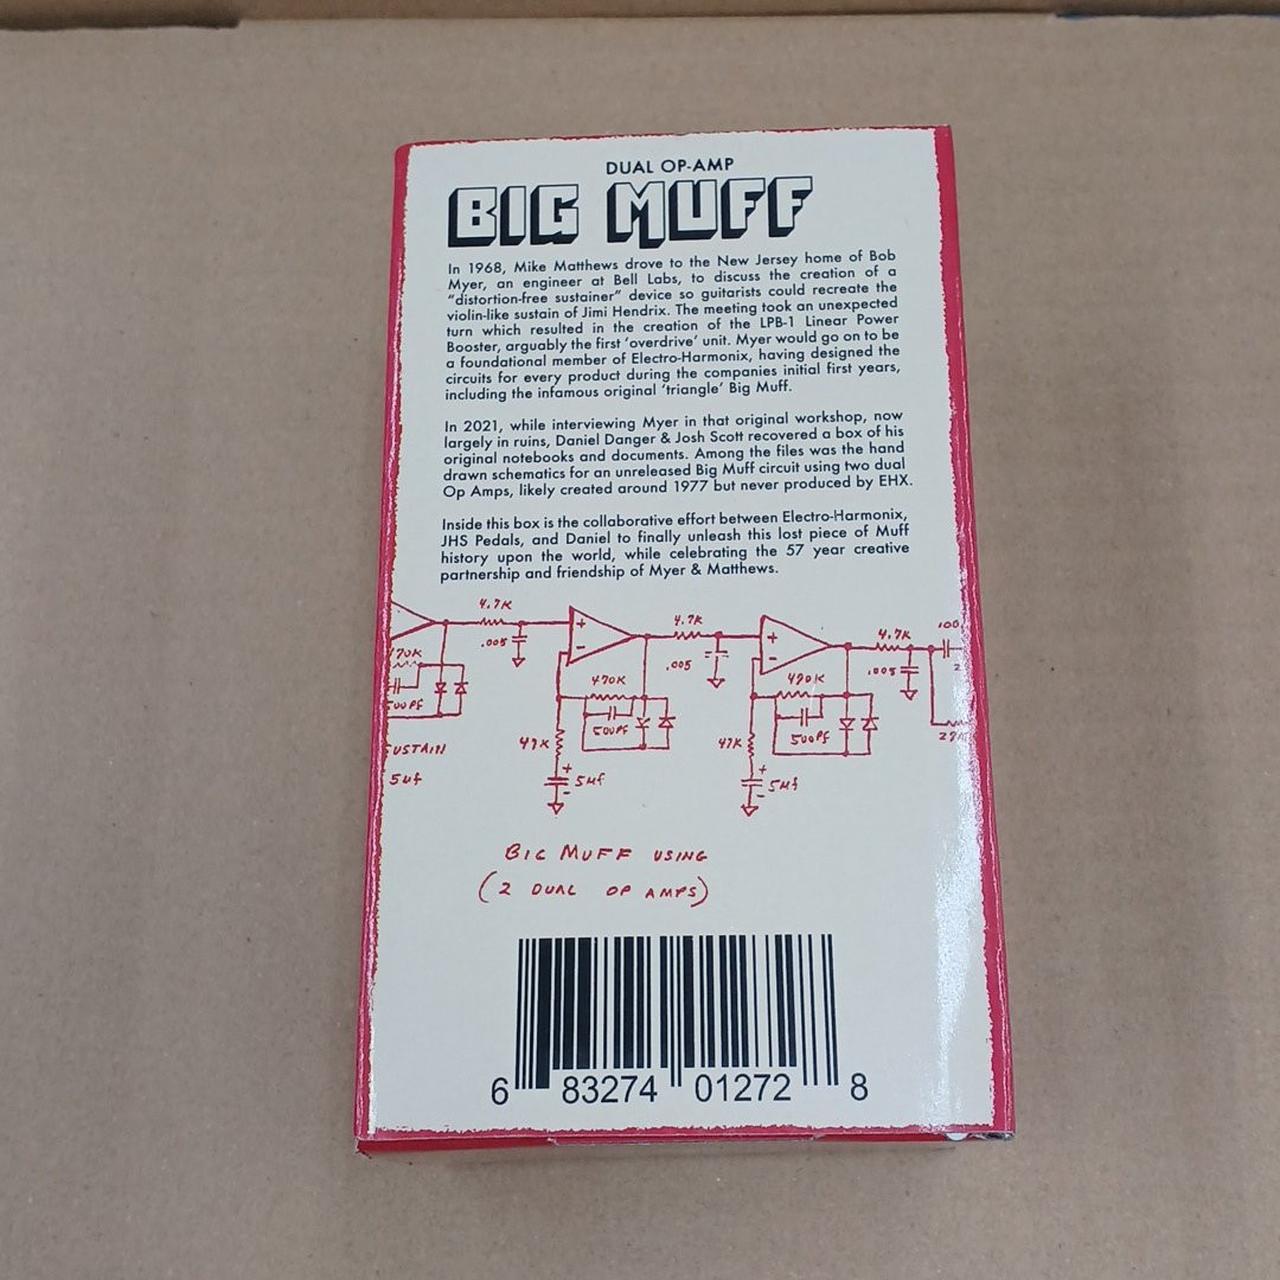 DUAL OP-AMP
BIG MUFF
In 1968, Mike Matthews drove to the New Jersey home of Bob
Myer, an engineer at Bell Labs, to discuss the creation of a
"distortion-free sustainer" device so guitarists could recreate the
violin-like sustain of Jimi Hendrix. The meeting took an unexpected
turn which resulted in the creation of the LPB-1 Linear Power
Booster, arguably the first 'overdrive' unit. Myer would go on to be
a foundational member of Electro-Harmonix, having designed the
circuits for every product during the companies initial first years,
including the infamous original 'triangle' Big Muff.
In 2021, while interviewing Myer in that original workshop, now
largely in ruins, Daniel Danger & Josh Scott recovered a box of his
original notebooks and documents. Among the files was the hand
drawn schematics for an unreleased Big Muff circuit using two dual
Op Amps, likely created around 1977 but never produced by EHX.
Inside this box is the collaborative effort between Electro-Harmonix,
JHS Pedals, and Daniel to finally unleash this lost piece of Muff
history upon the world, while celebrating the 57 year creative
partnership and friendship of Myer & Matthews.
4.7K 4.7K 4.7K 100
+ +
.005 .005 .005
- -
70K 470K 470K 2
500PF 500PF 500PF
47K 47K 27K
USTAIN
+ +
5uf 5uf 5uf
- -
BIG MUFF USING
(2 DUAL OP AMPS)
6 83274 01272 8